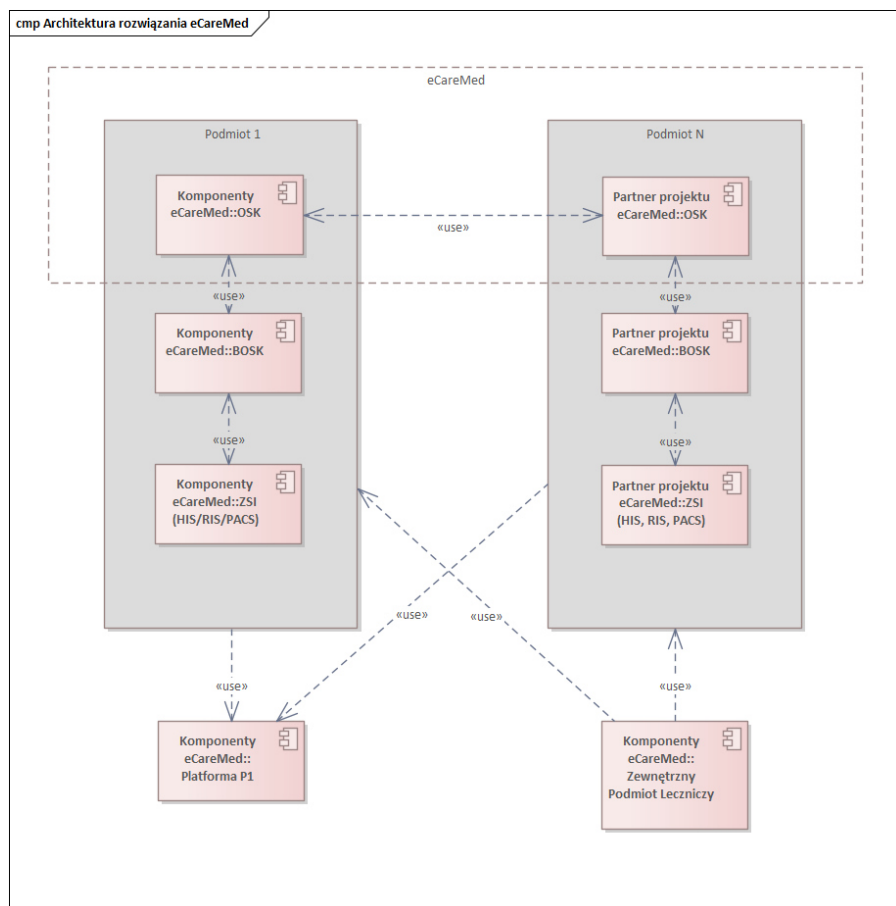 cmp Architektura rozwiązania eCareMed
eCareMed
Podmiot 1
Podmiot N
Komponenty
eCareMed::OSK
Partner projektu
eCareMed::OSK
«use»
«use»
«use»
Komponenty
eCareMed::BOSK
Partner projektu
eCareMed::BOSK
«use»
«use»
Komponenty
eCareMed::ZSI
(HIS/RIS/PACS)
Partner projektu
eCareMed::ZSI
(HIS, RIS, PACS)
«use»
«use»
«use»
«use»
Komponenty
eCareMed::
Platforma P1
Komponenty
eCareMed::
Zewnętrzny
Podmiot Leczniczy